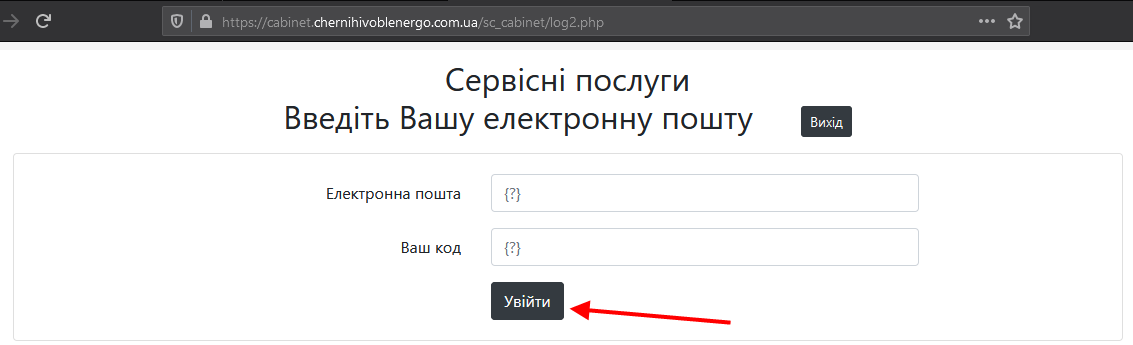 https://cabinet.chernihivoblenergo.com.ua/sc_cabinet/log2.php
Сервісні послуги
Введіть Вашу електронну пошту
Вихід
Електронна пошта
{?}
Ваш код
{?}
Увійти